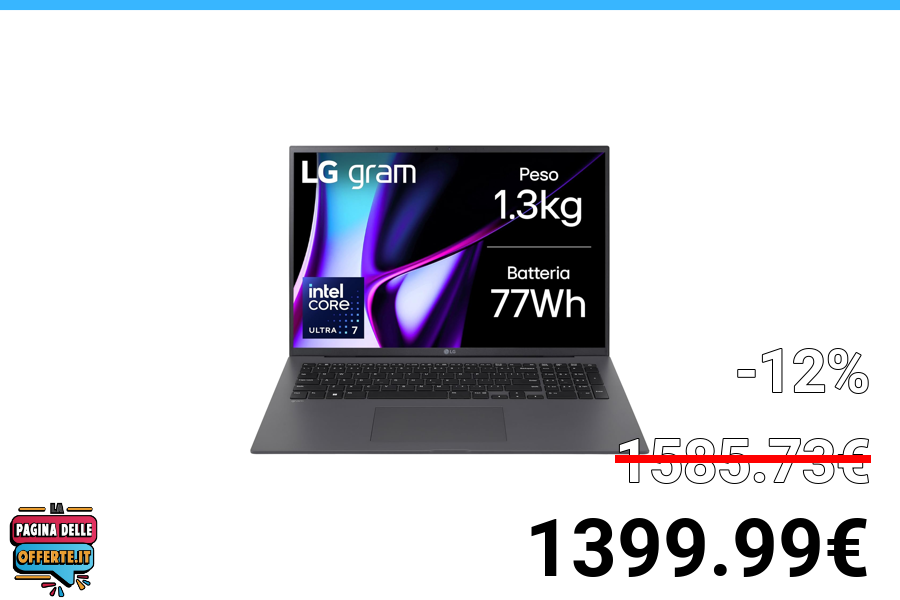 LG gram
Peso
1.3kg
Batteria
77Wh
intel
CORE
ULTRA 7
LG
-12%
1585.73€
1399.99€
LA
PAGINA DELLE
OFFERTE.IT